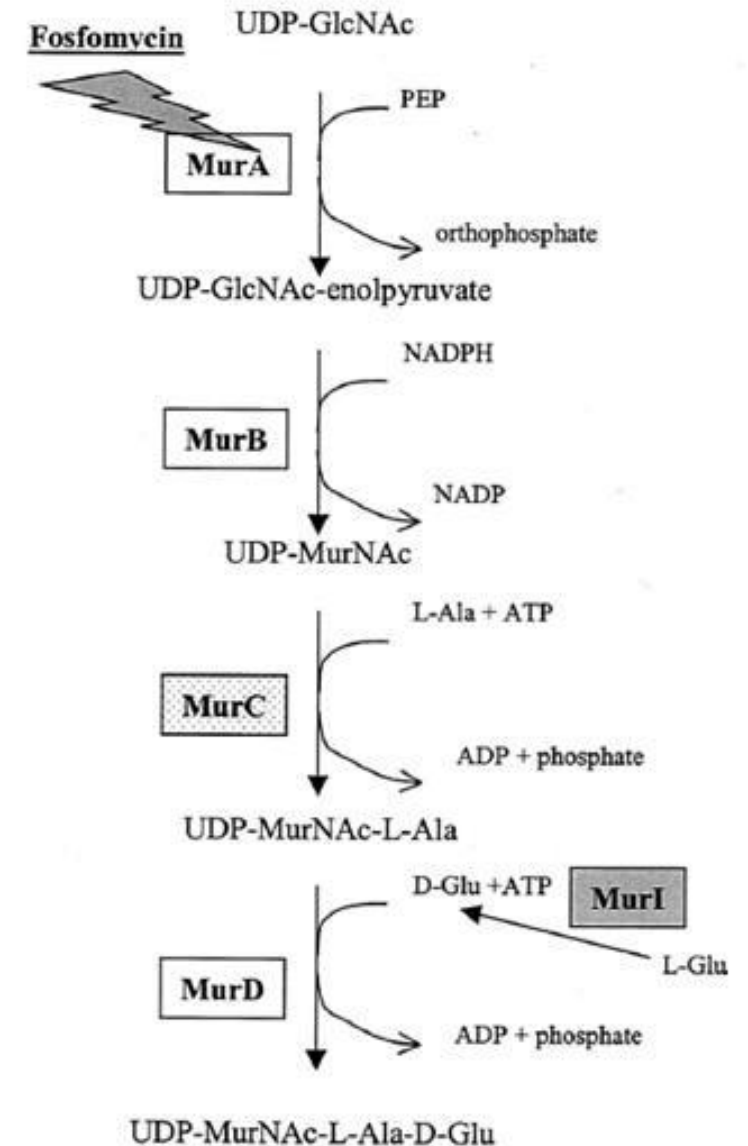 UDP-GlcNAc
Fosfomycin
PEP
MurA
orthophosphate
UDP-GlcNAc-enolpyruvate
NADPH
MurB
NADP
UDP-MurNAc
L-Ala + ATP
MurC
ADP + phosphate
UDP-MurNAc-L-Ala
D-Glu +ATP
MurI
L-Glu
MurD
ADP + phosphate
UDP-MurNAc-L-Ala-D-Glu